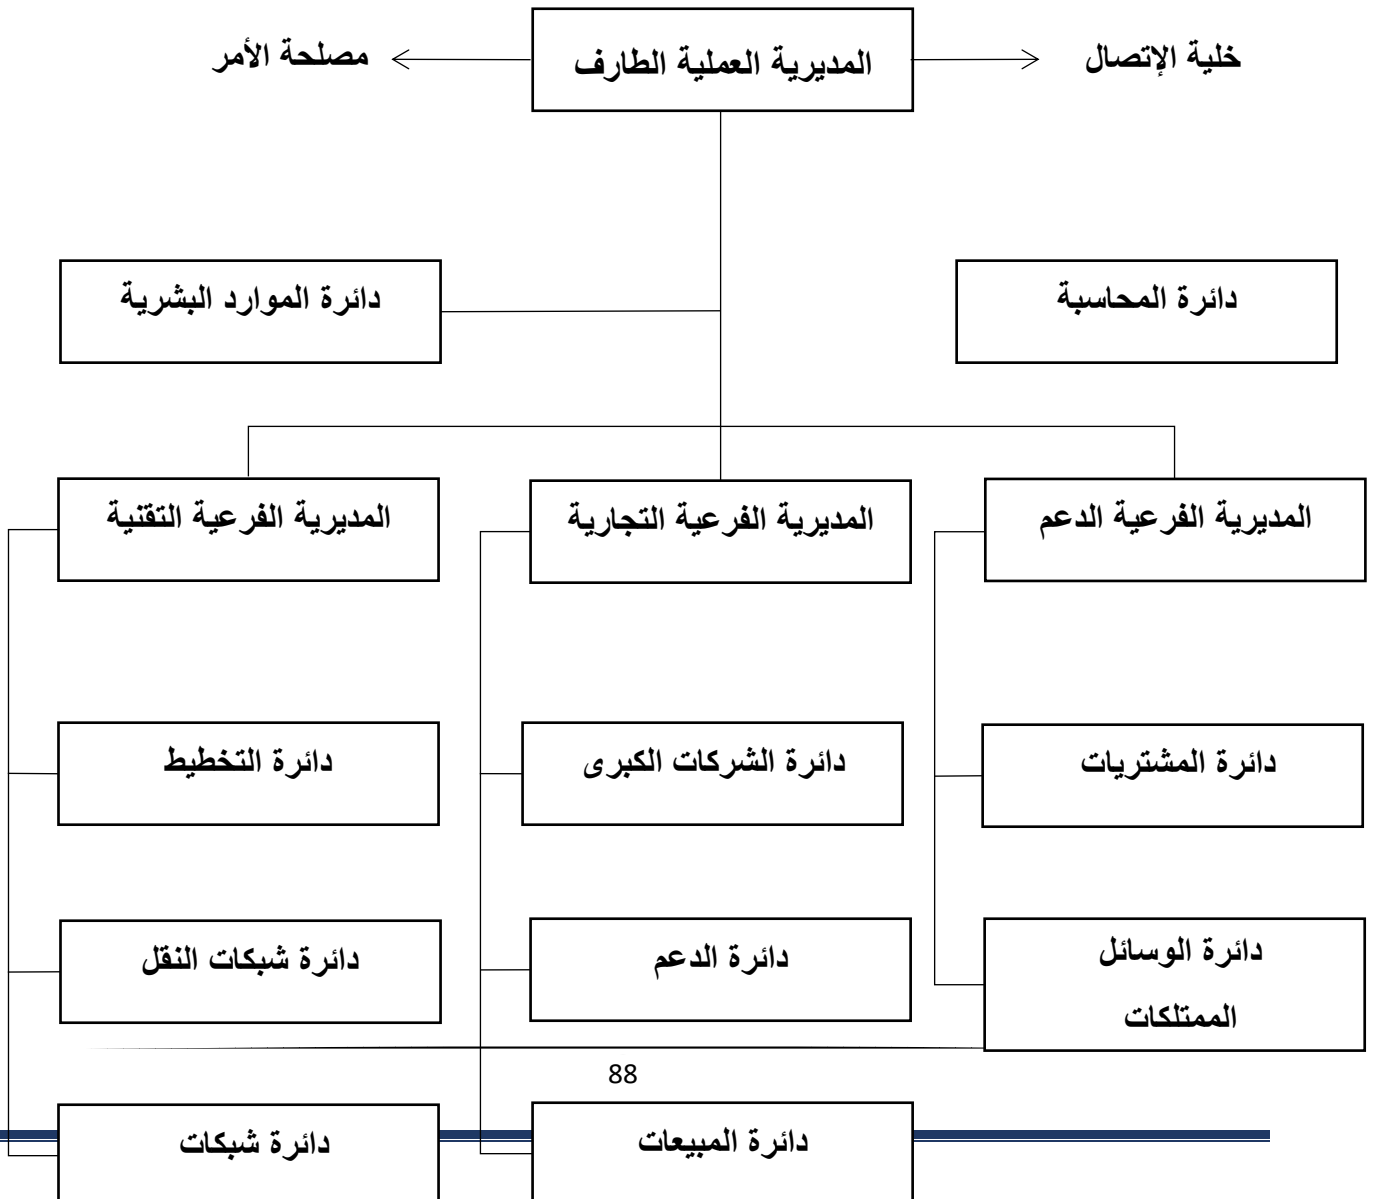 خلية الإتصال
المديرية العملية الطارف
مصلحة الأمر
دائرة المحاسبة
دائرة الموارد البشرية
المديرية الفرعية الدعم
المديرية الفرعية التجارية
المديرية الفرعية التقنية
دائرة المشتريات
دائرة الشركات الكبرى
دائرة التخطيط
دائرة الوسائل
الممتلكات
دائرة الدعم
دائرة شبكات النقل
88
دائرة المبيعات
دائرة شبكات